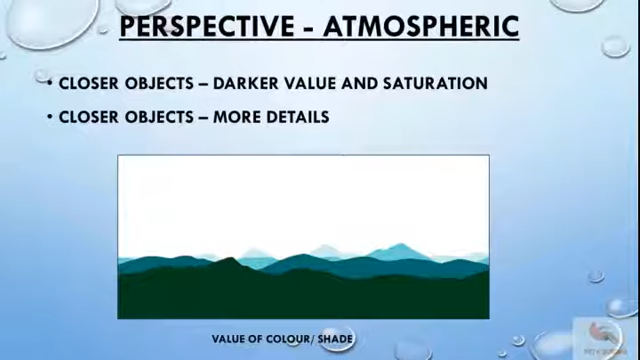 PERSPECTIVE - ATMOSPHERIC
• CLOSER OBJECTS – DARKER VALUE AND SATURATION
• CLOSER OBJECTS – MORE DETAILS
VALUE OF COLOUR/ SHADE